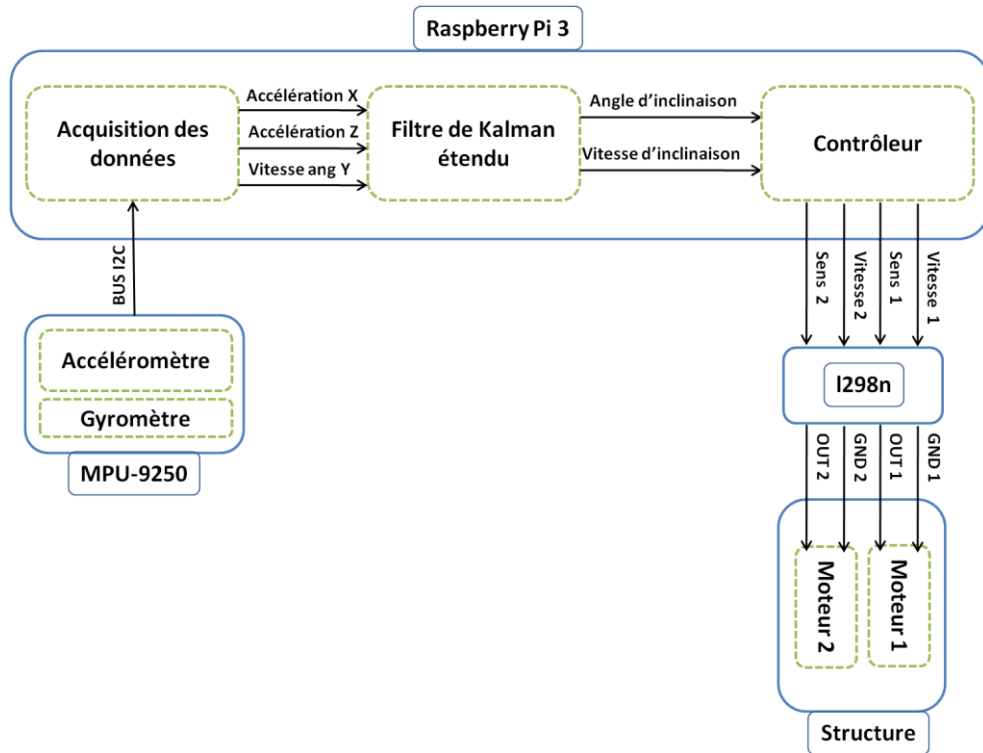 Raspberry Pi 3
Acquisition des
données
Accélération X
Accélération Z
Vitesse ang Y
Filtre de Kalman
étendu
Angle d'inclinaison
Vitesse d'inclinaison
Contrôleur
BUS I2C
Sens 2
Vitesse 2
Sens 1
Vitesse 1
Accéléromètre
Gyromètre
MPU-9250
l298n
OUT 2
GND 2
OUT 1
GND 1
Moteur 2
Moteur 1
Structure